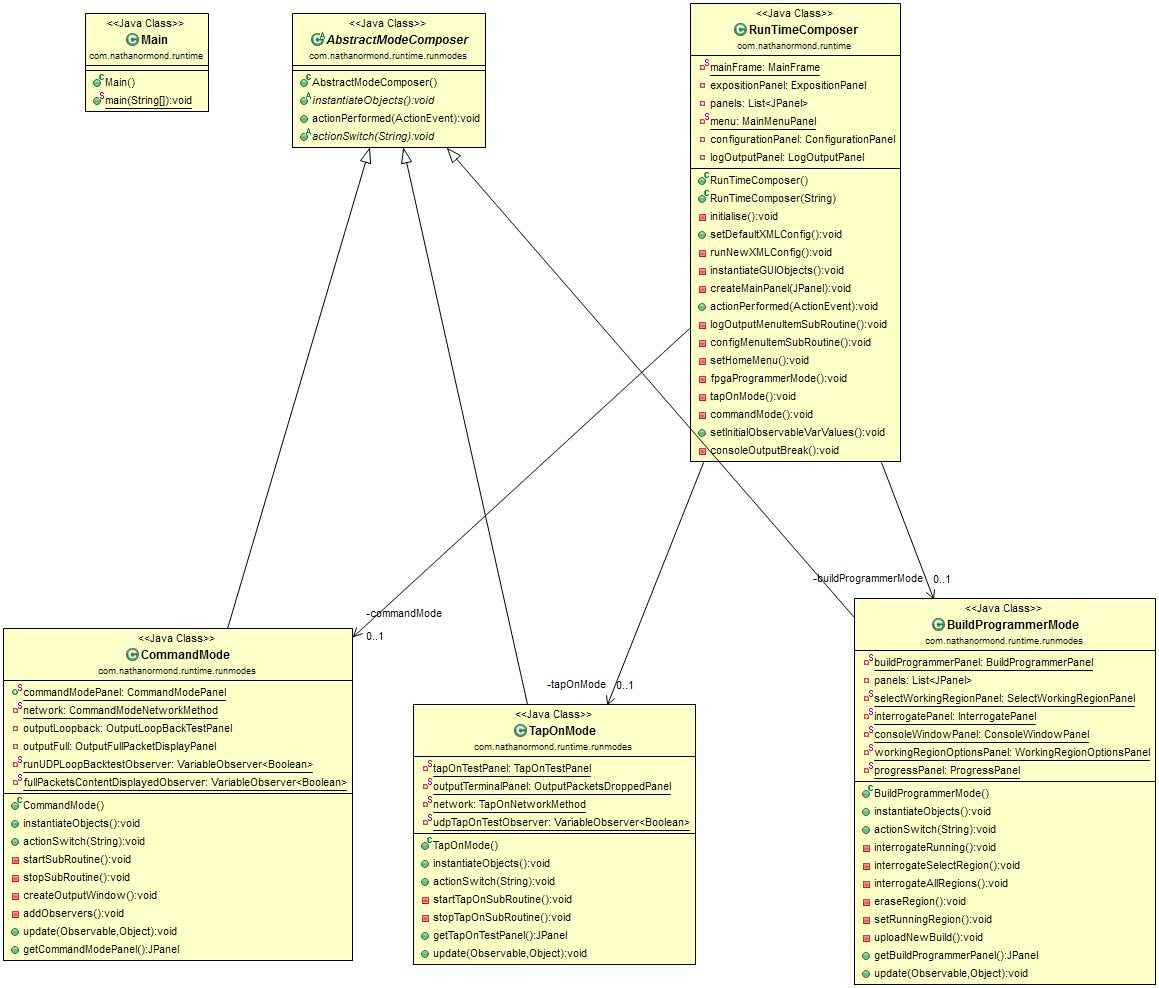 <<Java Class>>
Main
com.nathanormond.runtime
Main()
main(String[]):void
<<Java Class>>
AbstractModeComposer
com.nathanormond.runtime.runmodes
AbstractModeComposer()
instantiateObjects():void
actionPerformed(ActionEvent):void
actionSwitch(String):void
<<Java Class>>
RunTimeComposer
com.nathanormond.runtime
mainFrame: MainFrame
expositionPanel: ExpositionPanel
panels: List<JPanel>
menu: MainMenuPanel
configurationPanel: ConfigurationPanel
logOutputPanel: LogOutputPanel
RunTimeComposer()
RunTimeComposer(String)
initialise():void
setDefaultXMLConfig():void
runNewXMLConfig():void
instantiateGUIObjects():void
createMainPanel(JPanel):void
actionPerformed(ActionEvent):void
logOutputMenuItemSubRoutine():void
configMenuItemSubRoutine():void
setHomeMenu():void
fpgaProgrammerMode():void
tapOnMode():void
commandMode():void
setInitialObservableVarValues():void
consoleOutputBreak():void
-commandMode
0..1
-tapOnMode
0..1
-buildProgrammerMode
0..1
<<Java Class>>
CommandMode
com.nathanormond.runtime.runmodes
commandModePanel: CommandModePanel
network: CommandModeNetworkMethod
outputLoopback: OutputLoopBackTestPanel
outputFull: OutputFullPacketDisplayPanel
runUDPLoopBacktestObserver: VariableObserver<Boolean>
fullPacketsContentDisplayedObserver: VariableObserver<Boolean>
CommandMode()
instantiateObjects():void
actionSwitch(String):void
startSubRoutine():void
stopSubRoutine():void
createOutputWindow():void
addObservers():void
update(Observable,Object):void
getCommandModePanel():JPanel
<<Java Class>>
TapOnMode
com.nathanormond.runtime.runmodes
tapOnTestPanel: TapOnTestPanel
outputTerminalPanel: OutputPacketsDroppedPanel
network: TapOnNetworkMethod
udpTapOnTestObserver: VariableObserver<Boolean>
TapOnMode()
instantiateObjects():void
actionSwitch(String):void
startTapOnSubRoutine():void
stopTapOnSubRoutine():void
getTapOnTestPanel():JPanel
update(Observable,Object):void
<<Java Class>>
BuildProgrammerMode
com.nathanormond.runtime.runmodes
buildProgrammerPanel: BuildProgrammerPanel
panels: List<JPanel>
selectWorkingRegionPanel: SelectWorkingRegionPanel
interrogatePanel: InterrogatePanel
consoleWindowPanel: ConsoleWindowPanel
workingRegionOptionsPanel: WorkingRegionOptionsPanel
progressPanel: ProgressPanel
BuildProgrammerMode()
instantiateObjects():void
actionSwitch(String):void
interrogateRunning():void
interrogateSelectRegion():void
interrogateAllRegions():void
eraseRegion():void
setRunningRegion():void
uploadNewBuild():void
getBuildProgrammerPanel():JPanel
update(Observable,Object):void